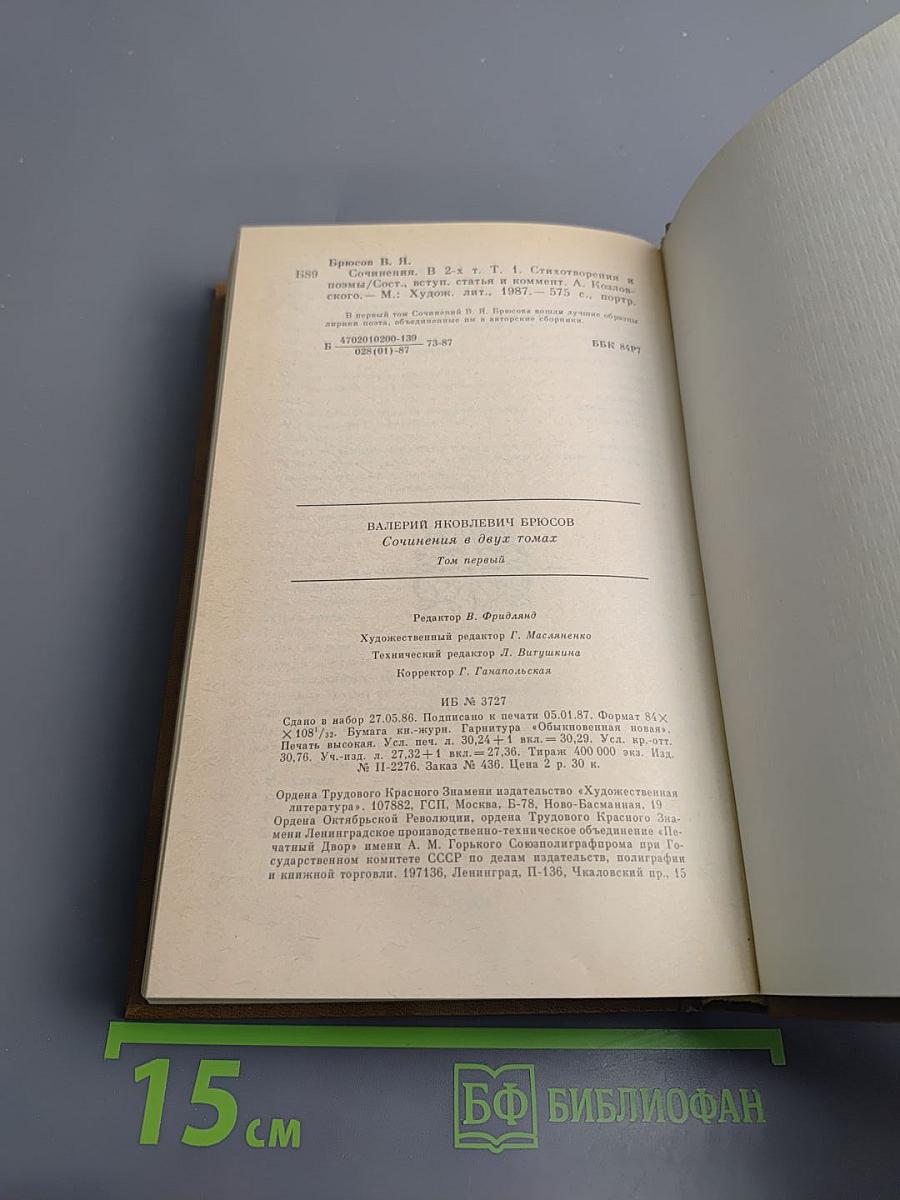 Брюсов В. Я.
Б89 Сочинения. В 2-х т. Т. 1. Стихотворения и
поэмы/Сост., вступ. статья и коммент. А. Козлов-
ского.— М.: Худож. лит., 1987.— 575 с., портр.
В первый том Сочинений В. Я. Брюсова вошли лучшие образцы
лирики поэта, объединенные им в авторские сборники.
Б 4702010200-139 73-87
028(01)-87
ББК 84Р7
ВАЛЕРИЙ ЯКОВЛЕВИЧ БРЮСОВ
Сочинения в двух томах
Том первый
Редактор В. Фридлянд
Художественный редактор Г. Масляненко
Технический редактор Л. Витушкина
Корректор Г. Ганапольская
ИБ № 3727
Сдано в набор 27.05.86. Подписано к печати 05.01.87. Формат 84×
×108¹/₃₂. Бумага кн.-журн. Гарнитура «Обыкновенная новая».
Печать высокая. Усл. печ. л. 30,24+1 вкл.=30,29. Усл. кр.-отт.
30,76. Уч.-изд. л. 27,32+1 вкл.=27,36. Тираж 400 000 экз. Изд.
№ II-2276. Заказ № 436. Цена 2 р. 30 к.
Ордена Трудового Красного Знамени издательство «Художественная
литература». 107882, ГСП, Москва, Б-78, Ново-Басманная, 19
Ордена Октябрьской Революции, ордена Трудового Красного Зна-
мени Ленинградское производственно-техническое объединение «Пе-
чатный Двор» имени А. М. Горького Союзполиграфпрома при Го-
сударственном комитете СССР по делам издательств, полиграфии
и книжной торговли. 197136, Ленинград, П-136, Чкаловский пр., 15
15 см
БФ БИБЛИОФАН